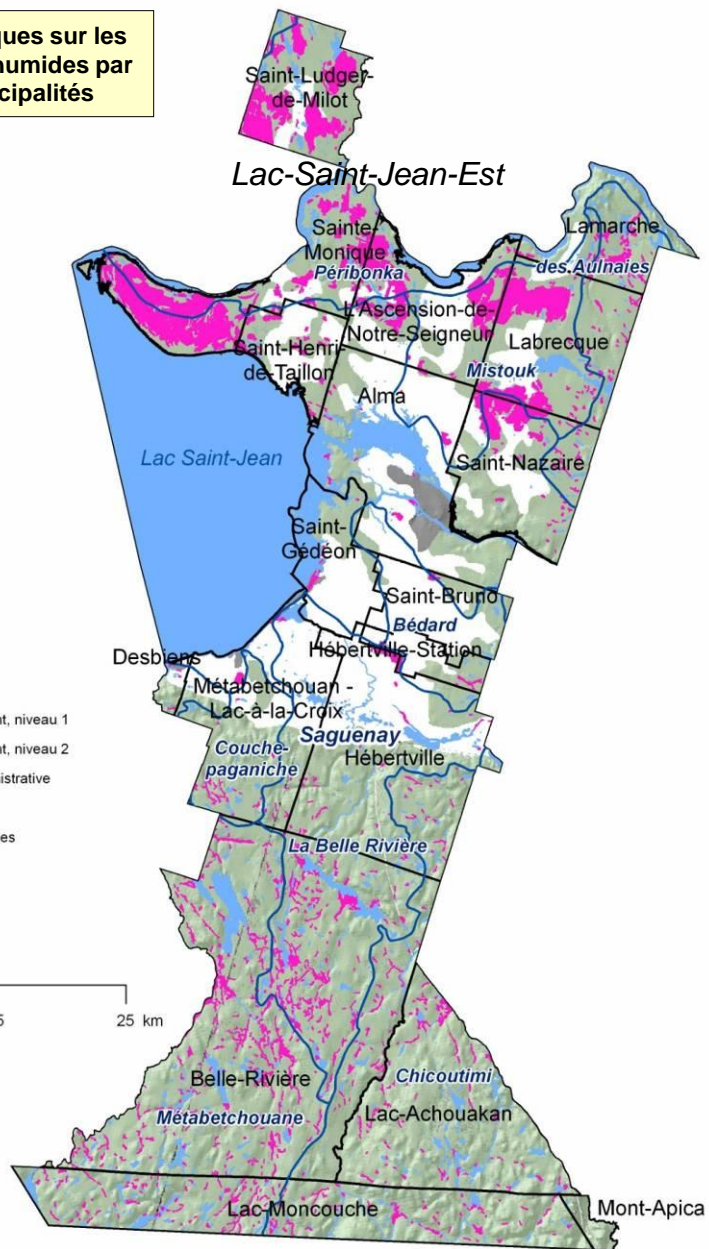 ques sur les
humides par
cipalités
Saint-Ludger-
de-Milot
Lac-Saint-Jean-Est
Sainte-
Monique
Péribonka
Lamarche
des Aulnaies
L'Ascension-de-
Notre-Seigneur
Labrecque
Saint-Henri-
de-Taillon
Mistouk
Alma
Lac Saint-Jean
Saint-Nazaire
Saint-
Gédéon
Saint-Bruno
Bédard
Hébertville-Station
Desbiens
Métabetchouan -
Lac-à-la-Croix
nt, niveau 1
nt, niveau 2
nistrative
es
Saguenay
Couche-
paganiche
Hébertville
La Belle Rivière
5
25 km
Belle-Rivière
Chicoutimi
Métabetchouane
Lac-Achouakan
Lac-Moncouche
Mont-Apica